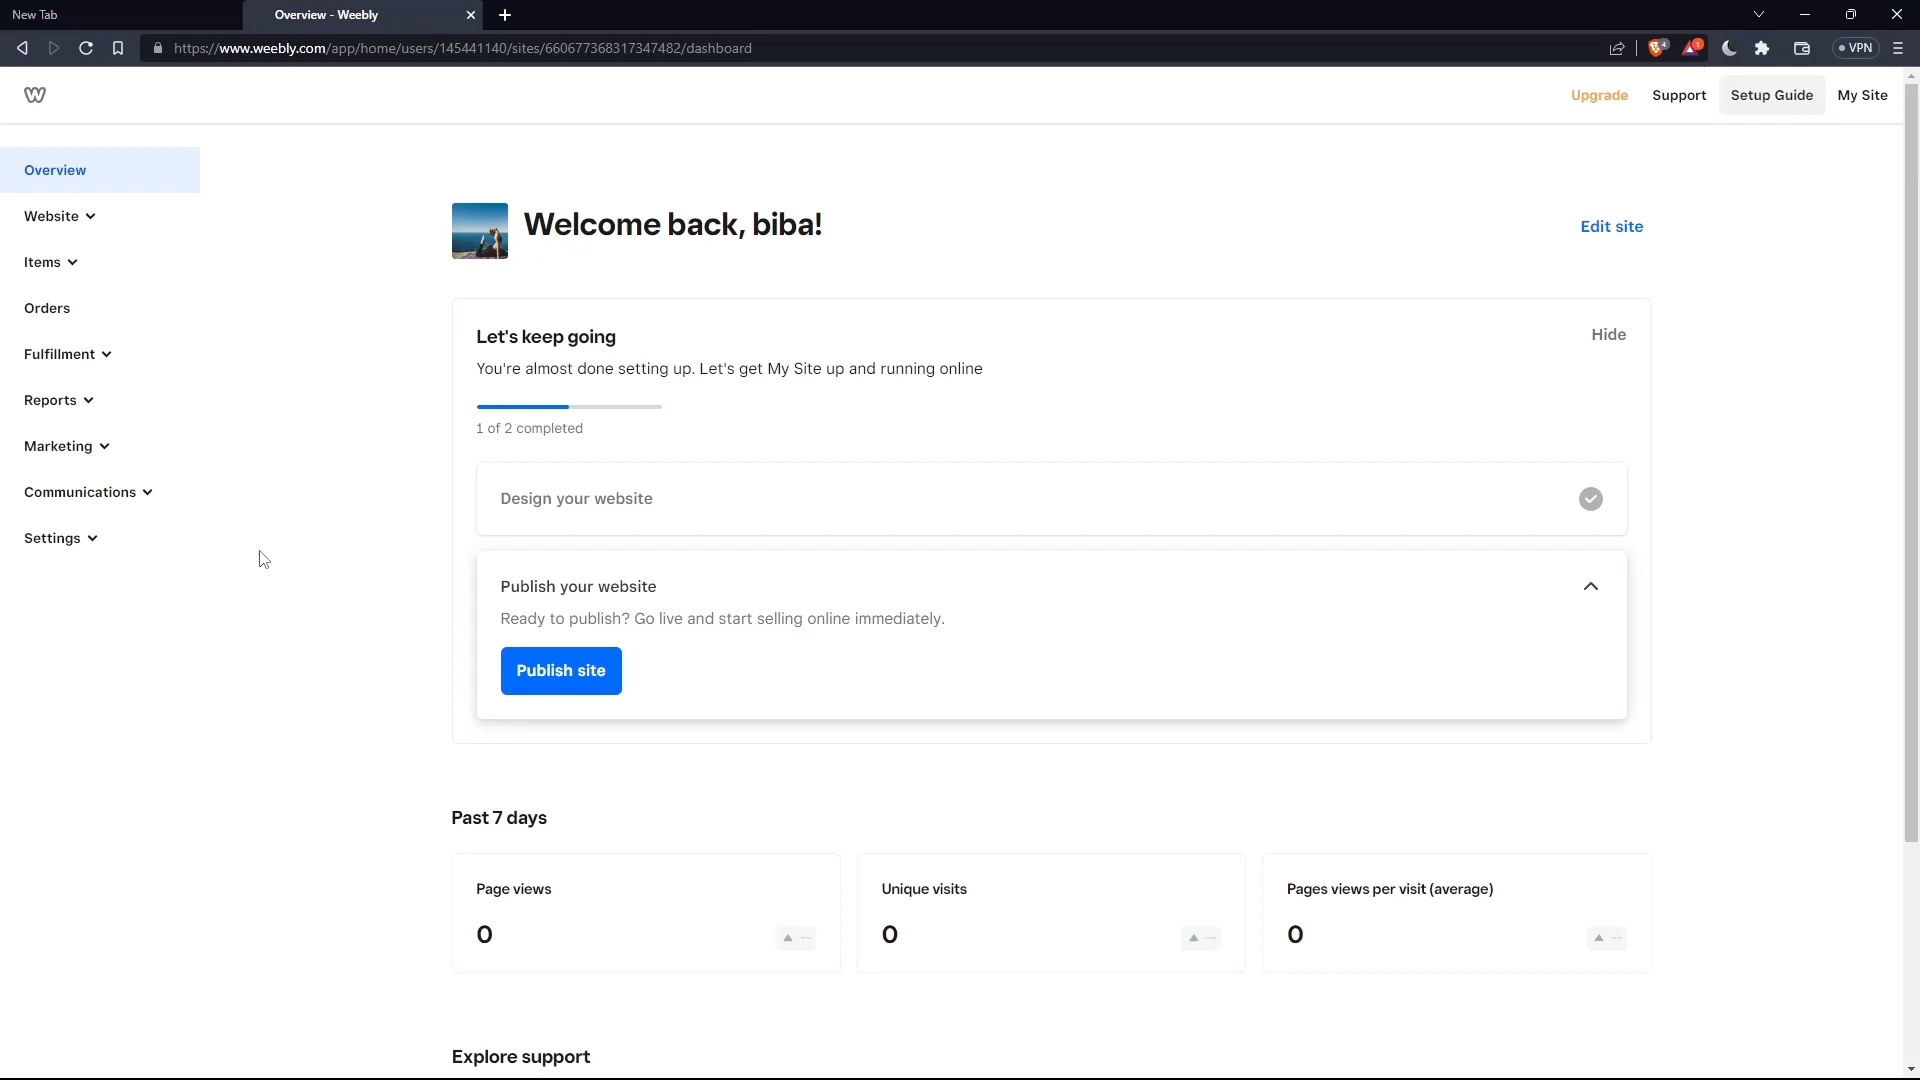 New Tab
Overview - Weebly
https://www.weebly.com/app/home/users/145441140/sites/660677368317347482/dashboard
4
1
VPN
Upgrade
Support
Setup Guide
My Site
Overview
Website
Items
Orders
Fulfillment
Reports
Marketing
Communications
Settings
Welcome back, biba!
Edit site
Let's keep going
Hide
You're almost done setting up. Let's get My Site up and running online
1 of 2 completed
Design your website
Publish your website
Ready to publish? Go live and start selling online immediately.
Publish site
Past 7 days
Page views
0
--
Unique visits
0
--
Pages views per visit (average)
0
--
Explore support